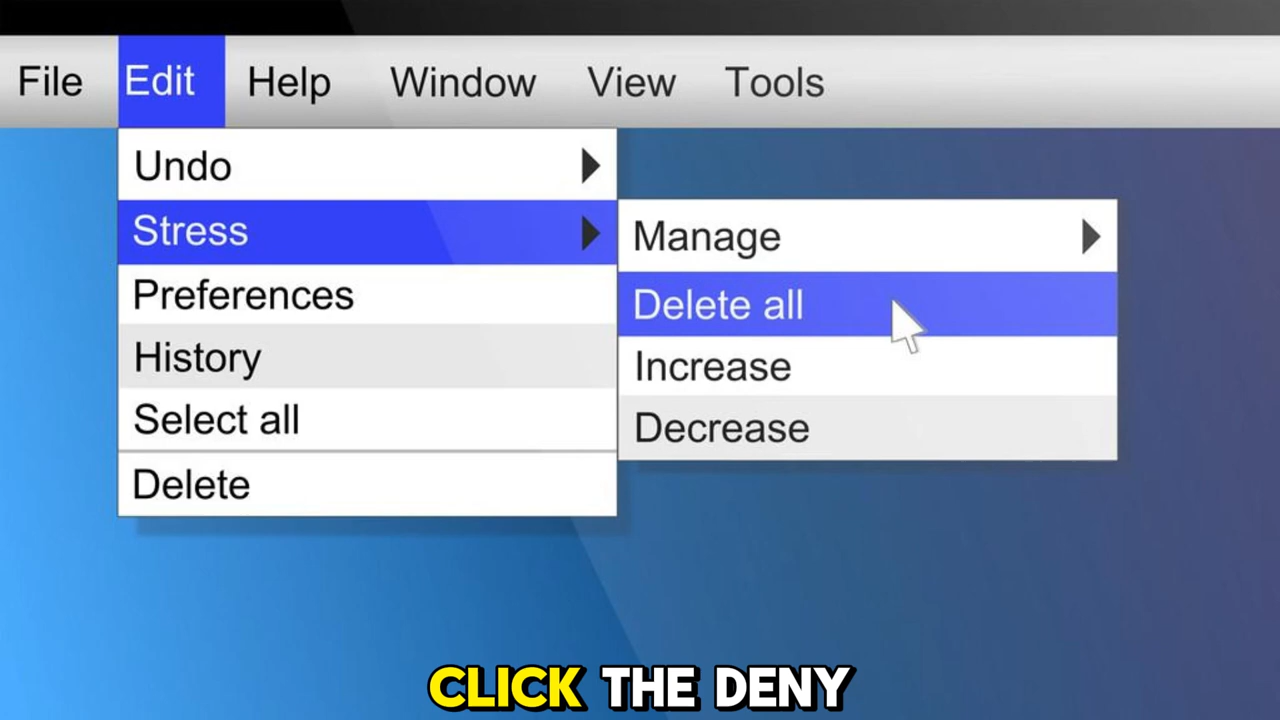 File Edit Help Window View Tools
Undo
Stress
Preferences
History
Select all
Delete
Manage
Delete all
Increase
Decrease
CLICK THE DENY